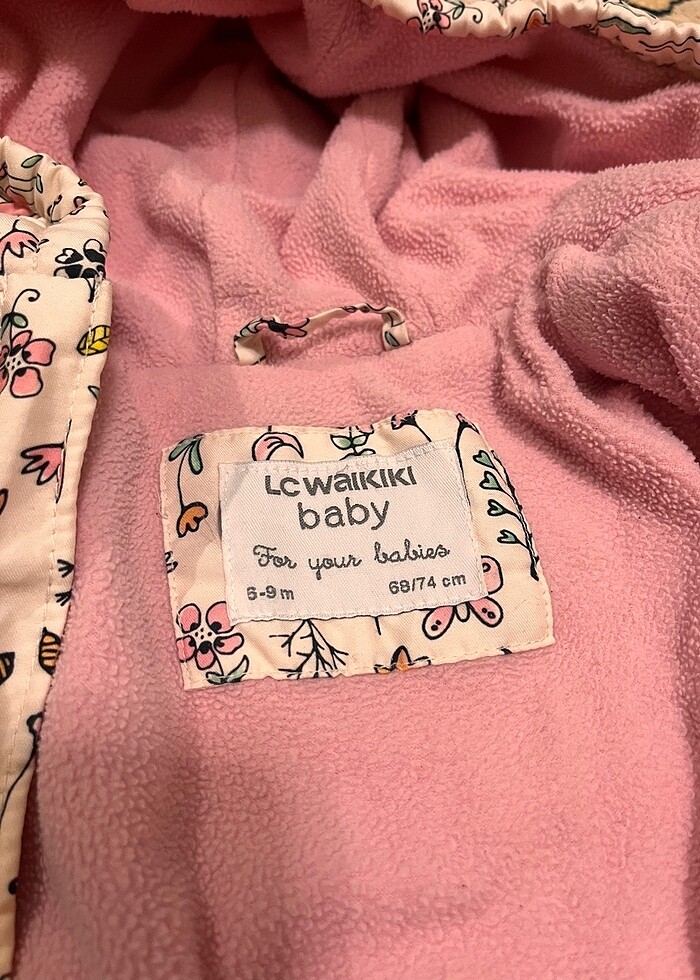 LC WAIKIKI
baby
For your babies
6-9 m 68/74 cm